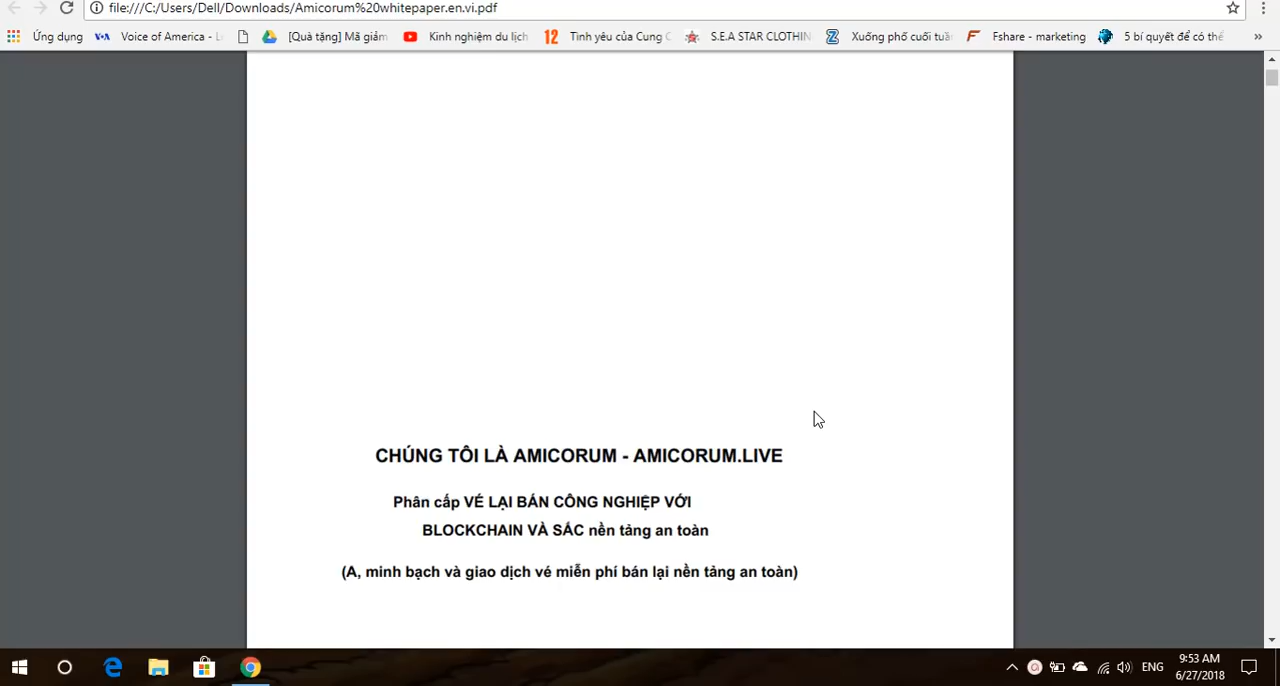 file:///C:/Users/Dell/Downloads/Amicorum%20whitepaper.en.vi.pdf
Ứng dụng VOA Voice of America - L [Quà tặng] Mã giảm Kinh nghiệm du lịch 12 Tình yêu của Cung S.E.A STAR CLOTHIN Z Xuống phố cuối tuần F Fshare - marketing 5 bí quyết để có thể »
CHÚNG TÔI LÀ AMICORUM - AMICORUM.LIVE
Phân cấp VÉ LẠI BÁN CÔNG NGHIỆP VỚI
BLOCKCHAIN VÀ SẮC nền tảng an toàn
(A, minh bạch và giao dịch vé miễn phí bán lại nền tảng an toàn)
ENG
9:53 AM
6/27/2018